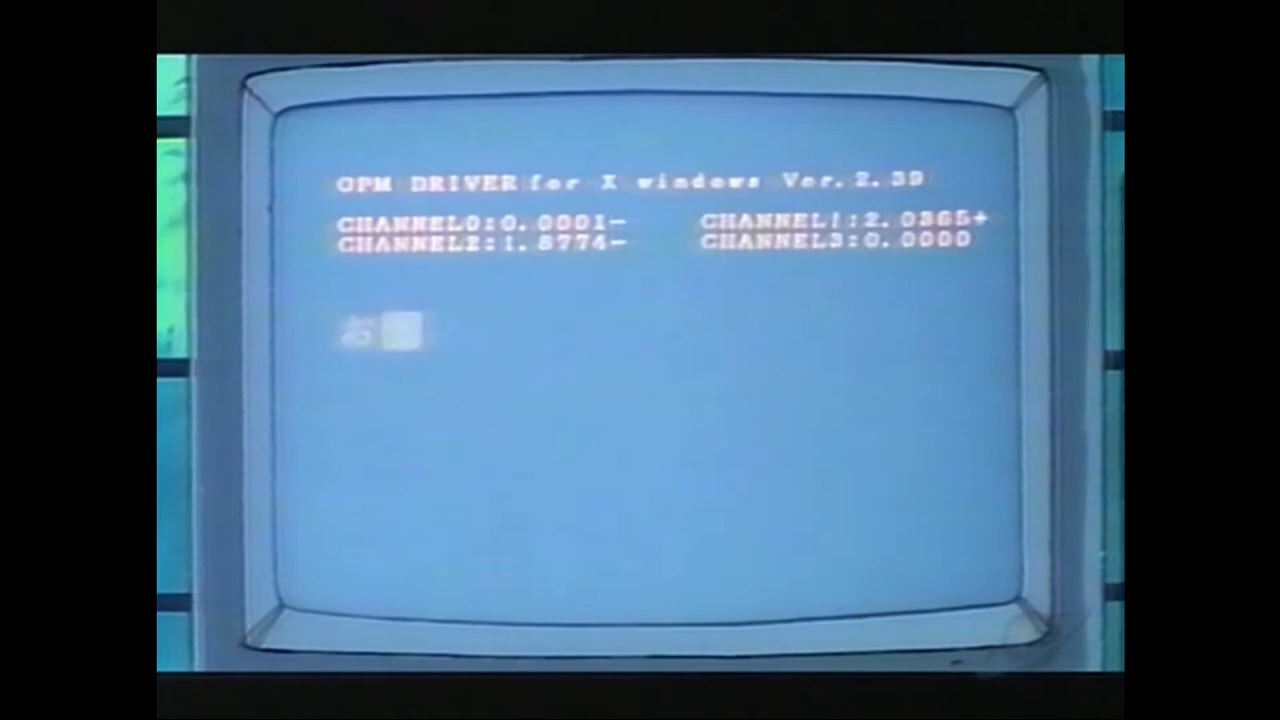 OPM DRIVER for X windows Ver.2.39
CHANNEL0:0.0001- CHANNEL1:2.0365+
CHANNEL2:1.8774- CHANNEL3:0.0000